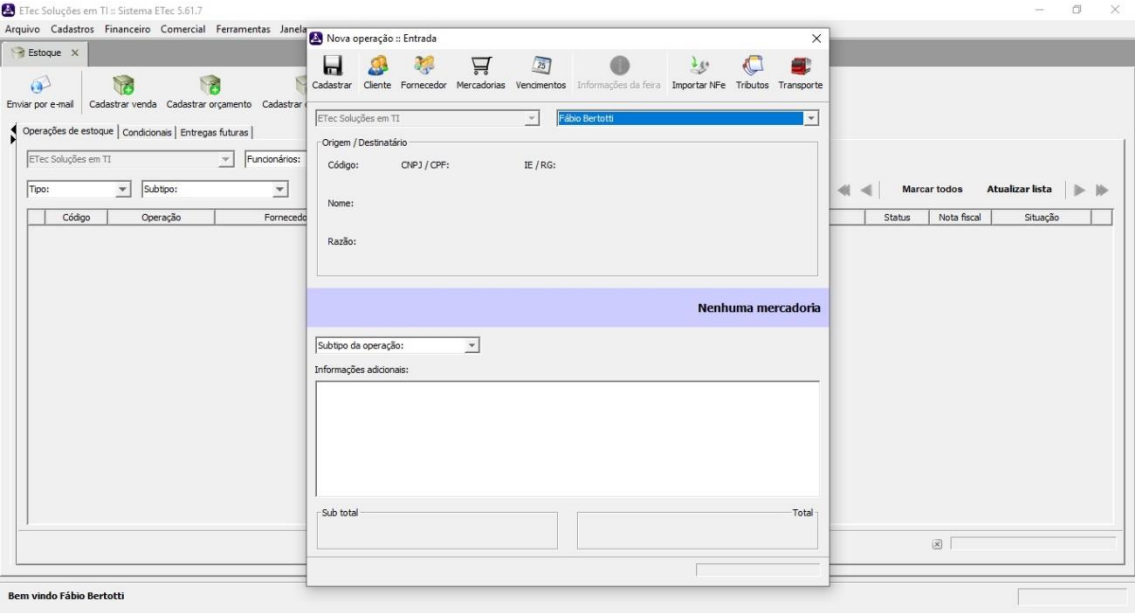 ETec Soluções em TI :: Sistema ETec 5.61.7
Arquivo Cadastros Financeiro Comercial Ferramentas Janela
Estoque
Enviar por e-mail Cadastrar venda Cadastrar orçamento Cadastrar
Operações de estoque Condicionais Entregas futuras
ETec Soluções em TI Funcionários:
Tipo: Subtipo: Marcar todos Atualizar lista
Código Operação Fornecedo Status Nota fiscal Situação
Nova operação :: Entrada
Cadastrar Cliente Fornecedor Mercadorias Vencimentos Informações da feira Importar NFe Tributos Transporte
ETec Soluções em TI Fábio Bertotti
Origem / Destinatário
Código: CNPJ / CPF: IE / RG:
Nome:
Razão:
Nenhuma mercadoria
Subtipo da operação:
Informações adicionais:
Sub total Total
Bem vindo Fábio Bertotti